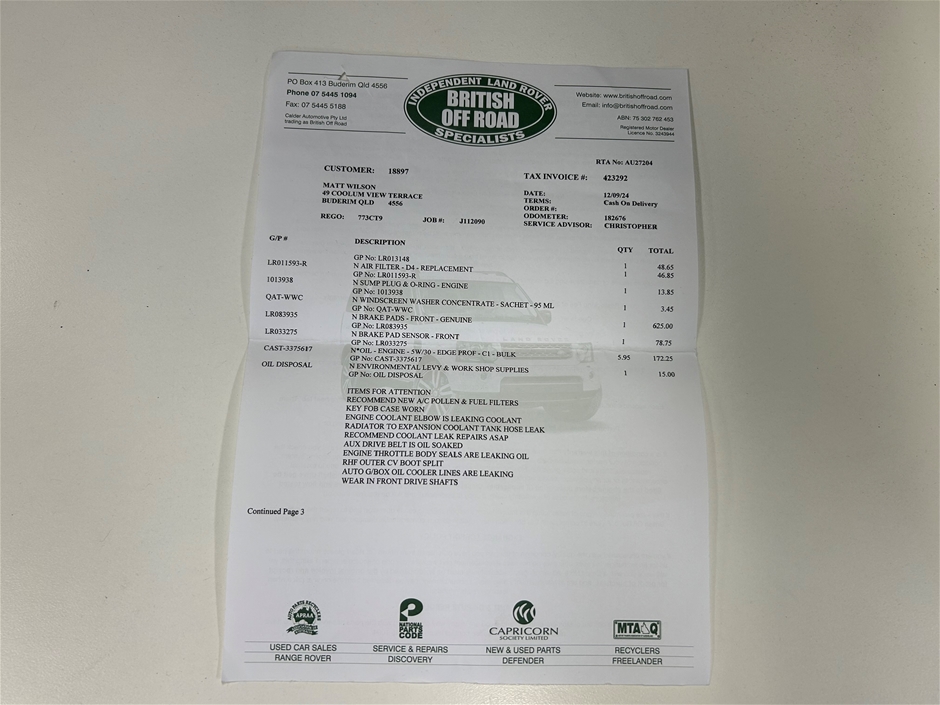 PO Box 413 Buderim Qld 4556
Phone 07 5445 1094
Fax: 07 5445 5188
Calder Automotive Pty Ltd
trading as British Off Road
INDEPENDENT LAND ROVER
BRITISH
OFF ROAD
SPECIALISTS
Website: www.britishoffroad.com
Email: info@britishoffroad.com
ABN: 75 302 762 453
Registered Motor Dealer
Licence No. 3243944
RTA No: AU27204
CUSTOMER: 18897
TAX INVOICE #: 423292
MATT WILSON
49 COOLUM VIEW TERRACE
BUDERIM QLD 4556
DATE: 12/09/24
TERMS: Cash On Delivery
ORDER #:
ODOMETER: 182676
SERVICE ADVISOR: CHRISTOPHER
REGO: 773CT9 JOB #: J112090
G/P # DESCRIPTION QTY TOTAL
GP No: LR013148
LR011593-R N AIR FILTER - D4 - REPLACEMENT 1 48.65
GP No: LR011593-R 1 46.85
1013938 N SUMP PLUG & O-RING - ENGINE
GP No: 1013938 1 13.85
QAT-WWC N WINDSCREEN WASHER CONCENTRATE - SACHET - 95 ML
GP No: QAT-WWC 1 3.45
LR083935 N BRAKE PADS - FRONT - GENUINE
GP No: LR083935 1 625.00
LR033275 N BRAKE PAD SENSOR - FRONT
GP No: LR033275 1 78.75
CAST-3375617 N*OIL - ENGINE - 5W/30 - EDGE PROF - C1 - BULK
GP No: CAST-3375617 5.95 172.25
OIL DISPOSAL N ENVIRONMENTAL LEVY & WORK SHOP SUPPLIES
GP No: OIL DISPOSAL 1 15.00
ITEMS FOR ATTENTION
RECOMMEND NEW A/C POLLEN & FUEL FILTERS
KEY FOB CASE WORN
ENGINE COOLANT ELBOW IS LEAKING COOLANT
RADIATOR TO EXPANSION COOLANT TANK HOSE LEAK
RECOMMEND COOLANT LEAK REPAIRS ASAP
AUX DRIVE BELT IS OIL SOAKED
ENGINE THROTTLE BODY SEALS ARE LEAKING OIL
RHF OUTER CV BOOT SPLIT
AUTO G/BOX OIL COOLER LINES ARE LEAKING
WEAR IN FRONT DRIVE SHAFTS
Continued Page 3
AUTO PARTS RECYCLERS
APRAA
NATIONAL
PARTS
CODE
CAPRICORN
SOCIETY LIMITED
MTA Q
USED CAR SALES SERVICE & REPAIRS NEW & USED PARTS RECYCLERS
RANGE ROVER DISCOVERY DEFENDER FREELANDER